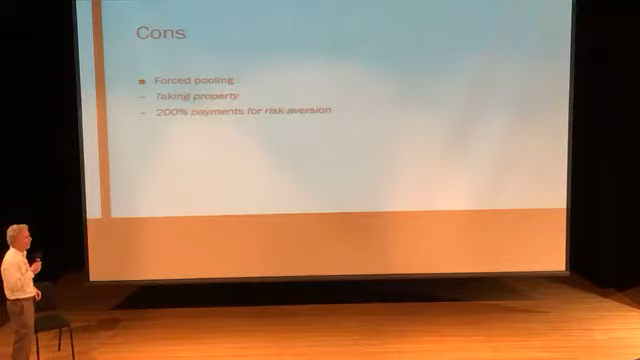 Cons
Forced pooling
Taking property
200% payments for risk aversion